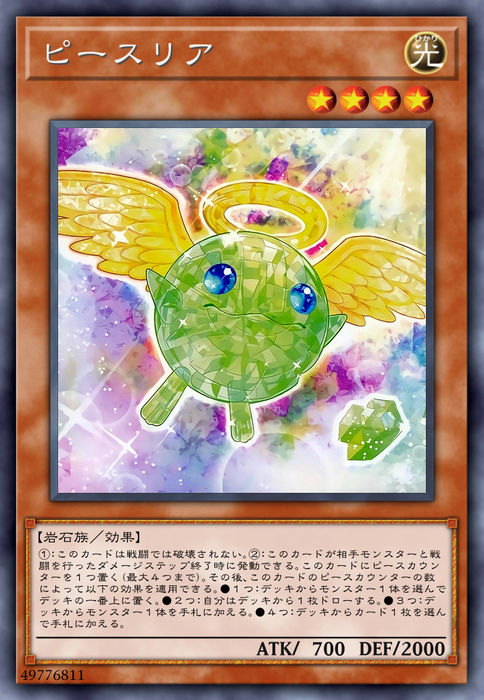 ピースリア
ひかり
光
【岩石族／効果】
①：このカードは戦闘では破壊されない。②：このカードが相手モンスターと戦
闘を行ったダメージステップ終了時に発動できる。このカードにピースカウン
ターを１つ置く（最大４つまで）。その後、このカードのピースカウンターの数
によって以下の効果を適用できる。●１つ：デッキからモンスター１体を選んで
デッキの一番上に置く。●２つ：自分はデッキから１枚ドローする。●３つ：デ
ッキからモンスター１体を手札に加える。●４つ：デッキからカード１枚を選ん
で手札に加える。
ATK/ 700 DEF/2000
49776811